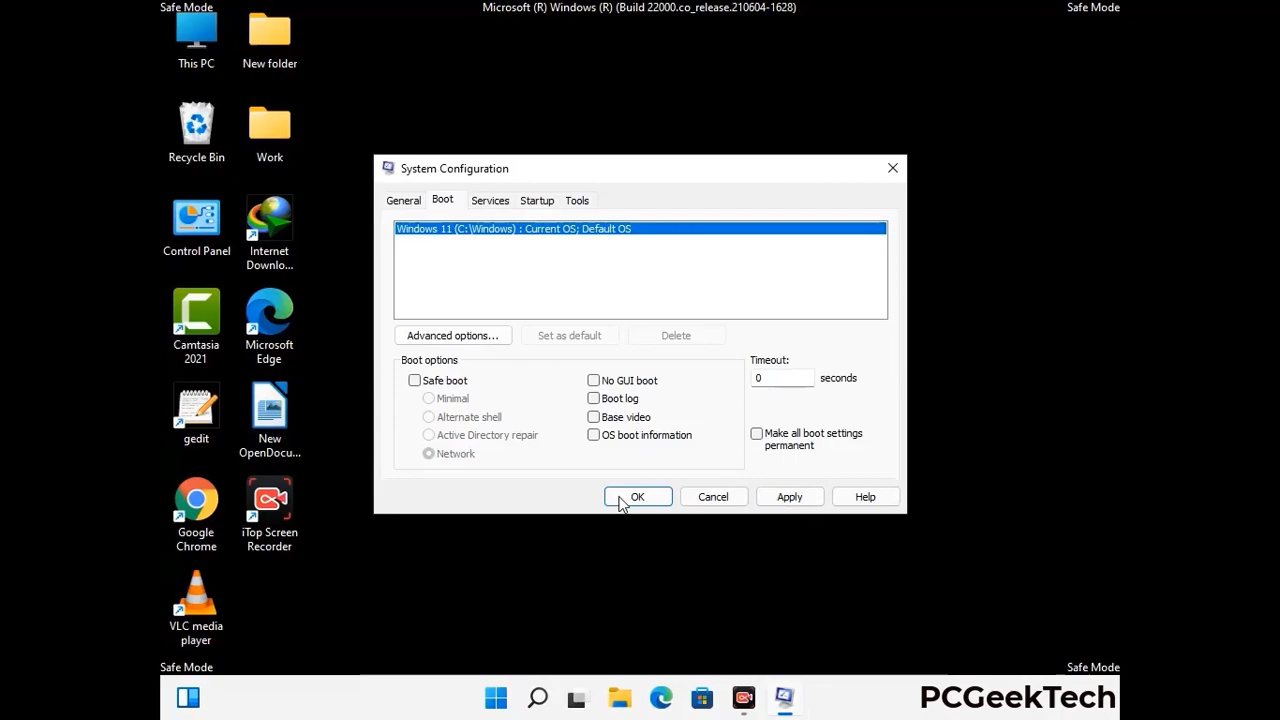 Safe Mode
Microsoft (R) Windows (R) (Build 22000.co_release.210604-1628)
Safe Mode
This PC
New folder
Recycle Bin
Work
Control Panel
Internet
Downlo...
Camtasia
2021
Microsoft
Edge
gedit
New
OpenDocu...
Google
Chrome
iTop Screen
Recorder
VLC media
player
System Configuration
General
Boot
Services
Startup
Tools
Windows 11 (C:\Windows) : Current OS; Default OS
Advanced options...
Set as default
Delete
Boot options
Safe boot
Minimal
Alternate shell
Active Directory repair
Network
No GUI boot
Boot log
Base video
OS boot information
Timeout:
0 seconds
Make all boot settings
permanent
OK
Cancel
Apply
Help
Safe Mode
Safe Mode
PCGeekTech